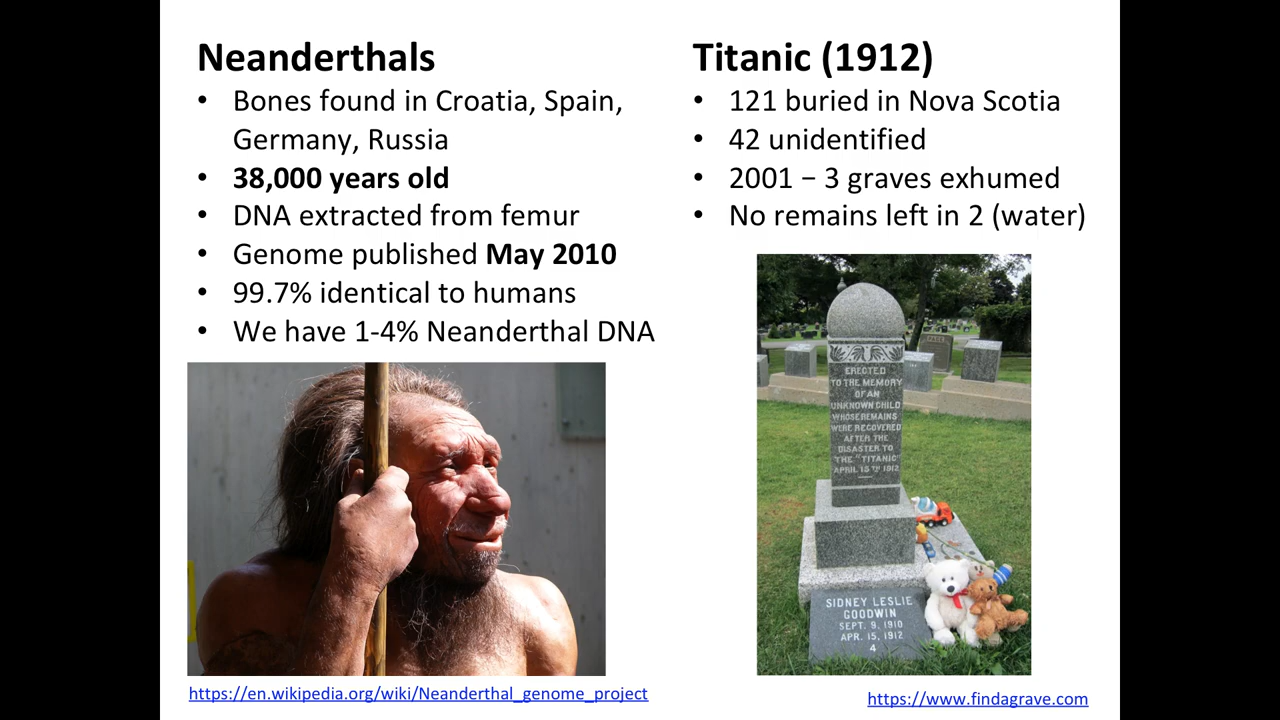 Neanderthals
• Bones found in Croatia, Spain,
Germany, Russia
• 38,000 years old
• DNA extracted from femur
• Genome published May 2010
• 99.7% identical to humans
• We have 1-4% Neanderthal DNA
https://en.wikipedia.org/wiki/Neanderthal_genome_project
Titanic (1912)
• 121 buried in Nova Scotia
• 42 unidentified
• 2001 − 3 graves exhumed
• No remains left in 2 (water)
ERECTED
TO THE MEMORY
OF AN
UNKNOWN CHILD
WHOSE REMAINS
WERE RECOVERED
AFTER THE
DISASTER TO
THE "TITANIC"
APRIL 15TH 1912
SIDNEY LESLIE
GOODWIN
SEPT. 9, 1910
APR. 15, 1912
4
https://www.findagrave.com